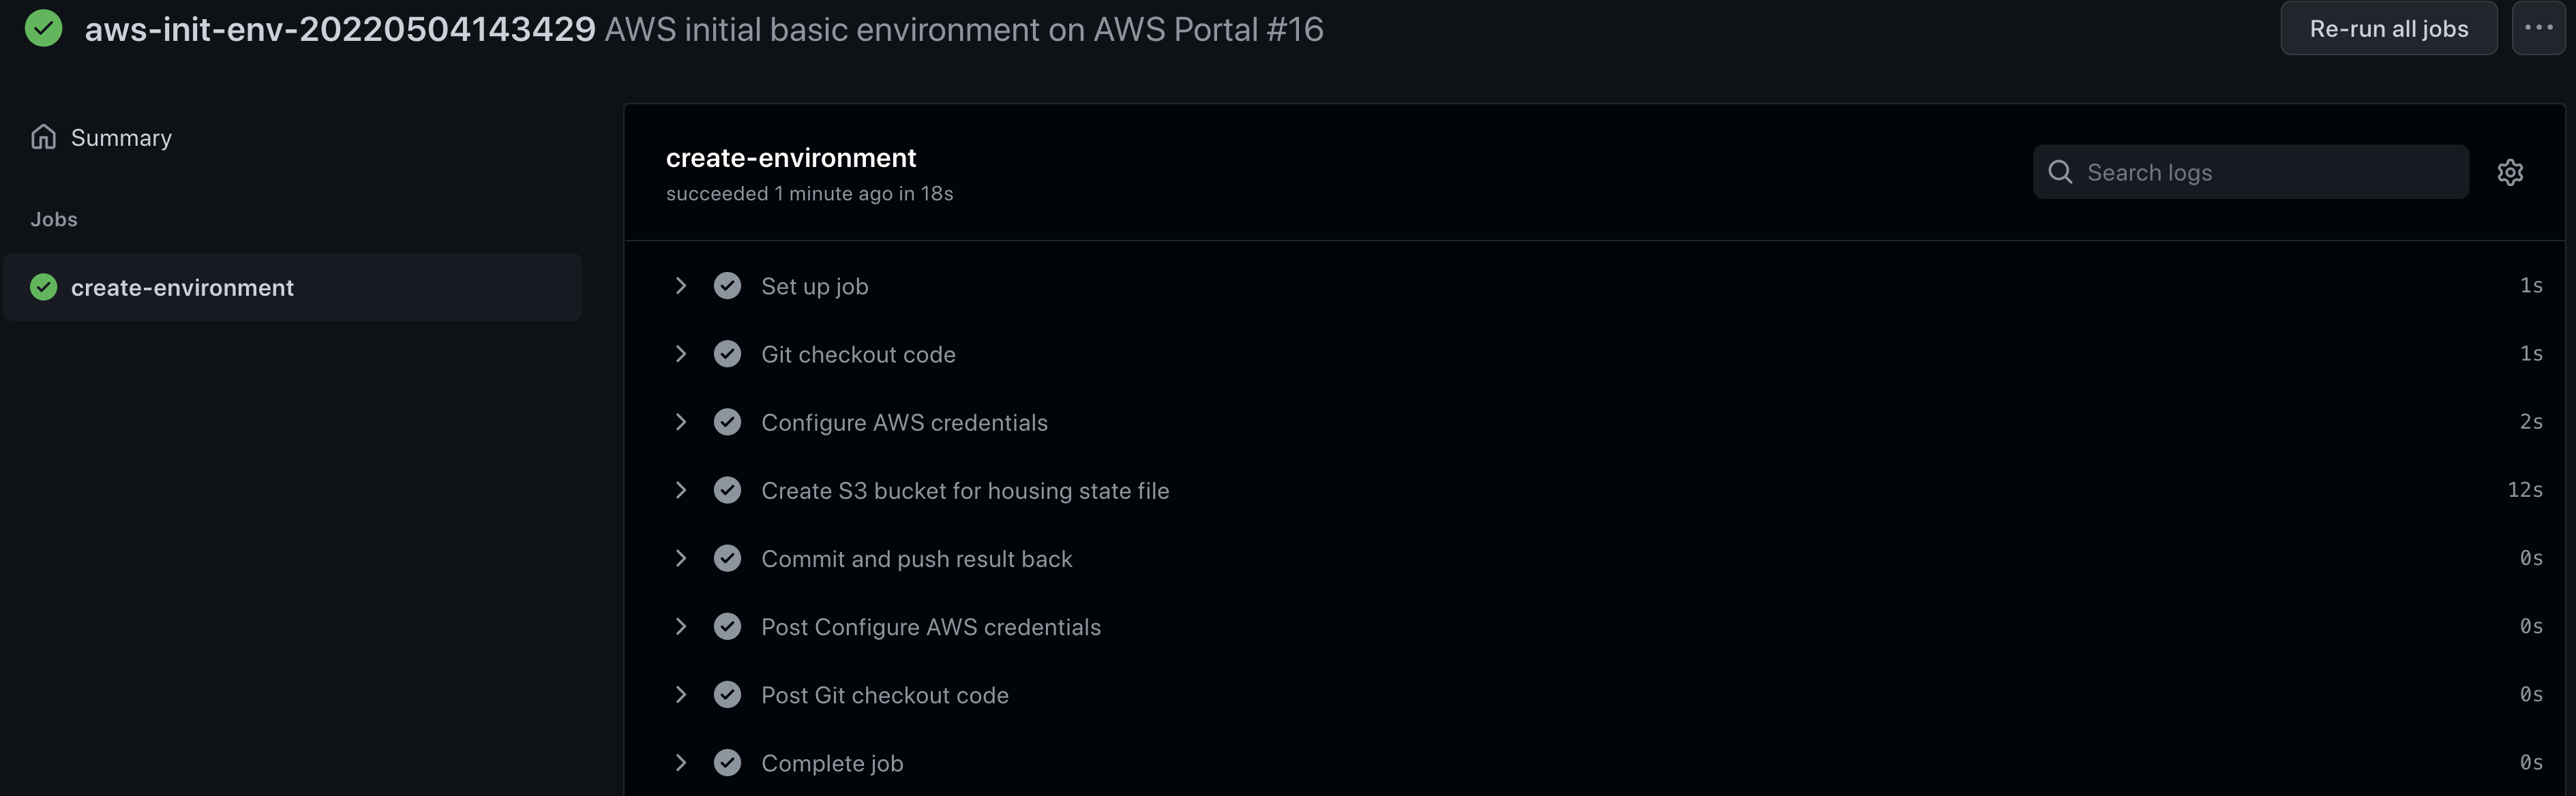 aws-init-env-20220504143429 AWS initial basic environment on AWS Portal #16
Re-run all jobs
Summary
Jobs
create-environment
create-environment
succeeded 1 minute ago in 18s
Search logs
Set up job 1s
Git checkout code 1s
Configure AWS credentials 2s
Create S3 bucket for housing state file 12s
Commit and push result back 0s
Post Configure AWS credentials 0s
Post Git checkout code 0s
Complete job 0s